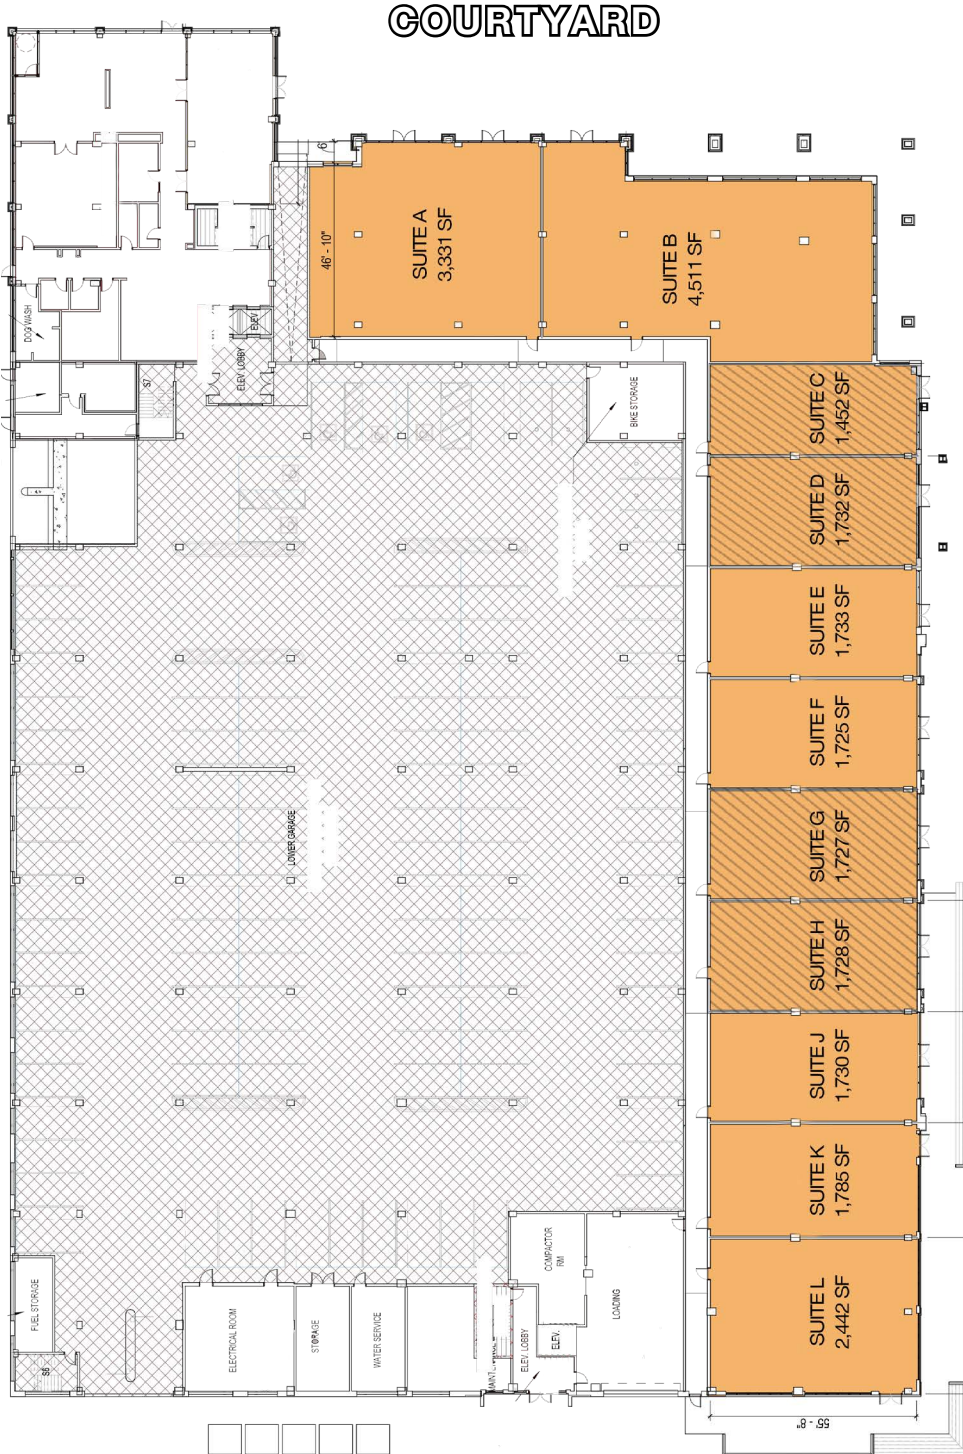 COURTYARD
6'
46' - 10"
SUITE A
3,331 SF
SUITE B
4,511 SF
DOG WASH
ELEV
ELEV. LOBBY
S7
BIKE STORAGE
SUITE C
1,452 SF
SUITE D
1,732 SF
SUITE E
1,733 SF
SUITE F
1,725 SF
LOWER GARAGE
SUITE G
1,727 SF
SUITE H
1,728 SF
SUITE J
1,730 SF
SUITE K
1,785 SF
COMPACTOR
RM
FUEL STORAGE
S6
ELECTRICAL ROOM
STORAGE
WATER SERVICE
ELEV. LOBBY
ELEV.
LOADING
SUITE L
2,442 SF
55' - 8"